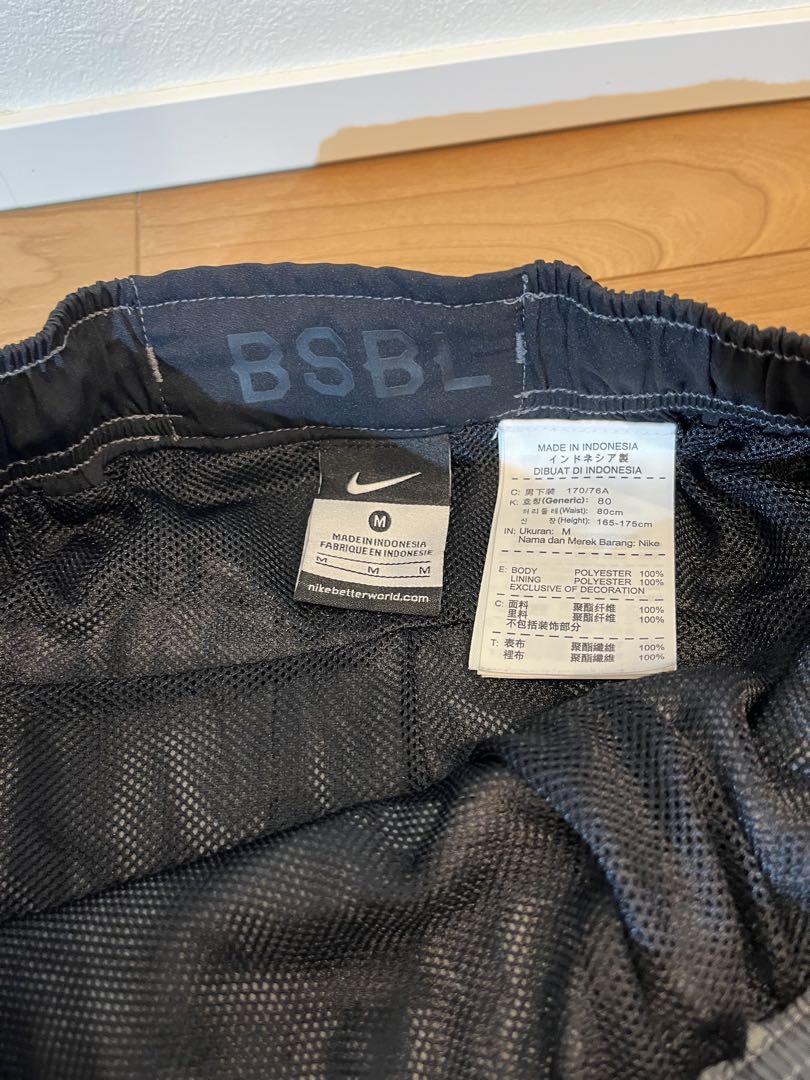 BSBL
M
MADE IN INDONESIA
FABRIQUE EN INDONESIE
M M M
nikebetterworld.com
MADE IN INDONESIA
インドネシア製
DIBUAT DI INDONESIA
C: 男下装 170/76A
K: 호칭(Generic): 80
허리둘레(Waist): 80cm
신 장(Height): 165-175cm
IN: Ukuran: M
Nama dan Merek Barang: Nike
E: BODY POLYESTER 100%
LINING POLYESTER 100%
EXCLUSIVE OF DECORATION
C: 面料 聚酯纤维 100%
里料 聚酯纤维 100%
不包括装饰部分
T: 表布 聚酯纖維 100%
裡布 聚酯纖維 100%